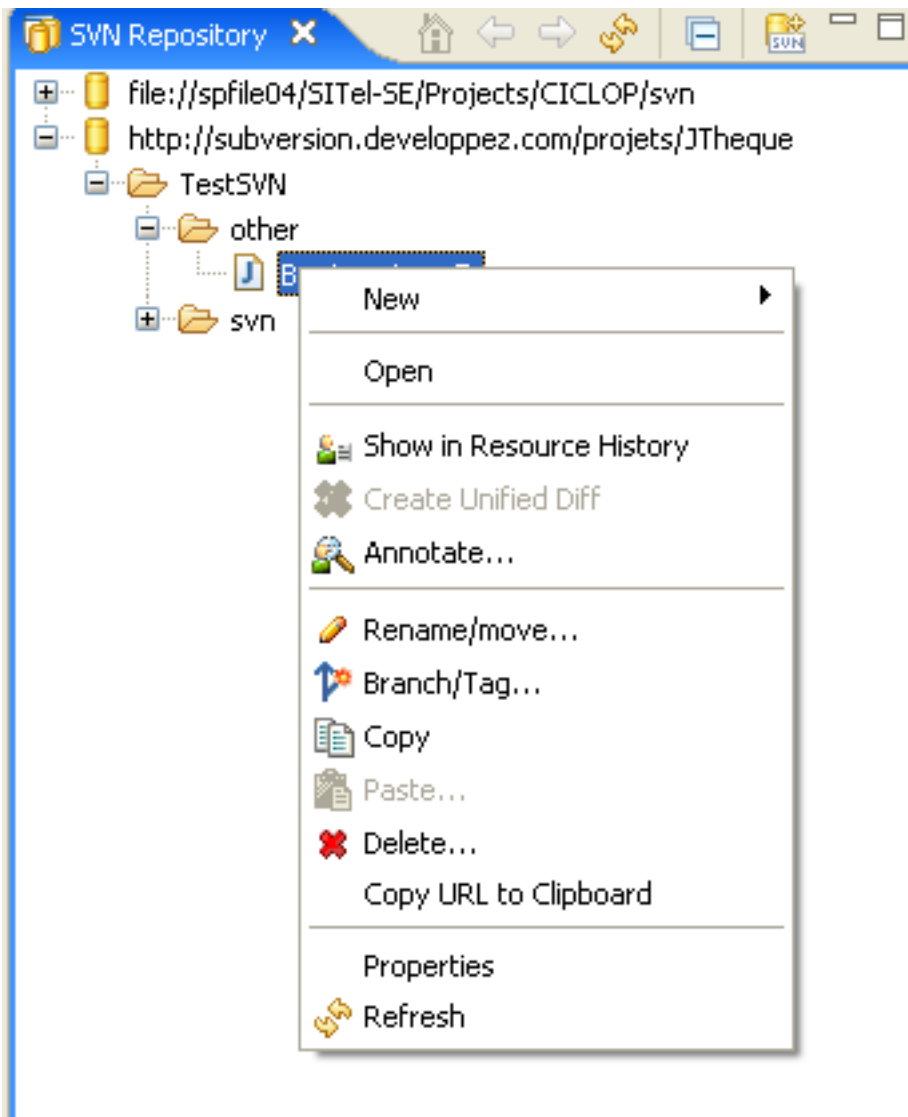 SVN Repository
SVN
file://spfile04/SITel-SE/Projects/CICLOP/svn
http://subversion.developpez.com/projets/JTheque
TestSVN
other
J
svn
New
Open
Show in Resource History
Create Unified Diff
Annotate...
Rename/move...
Branch/Tag...
Copy
Paste...
Delete...
Copy URL to Clipboard
Properties
Refresh